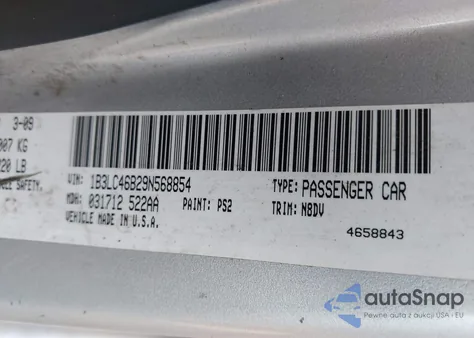 3-09
007 KG
20 LB
SAFETY.
VIN: 1B3LC46B29N568854
TYPE: PASSENGER CAR
MDH: 031712 522AA
PAINT: PS2
TRIM: N8DV
VEHICLE MADE IN U.S.A.
4658843
autoSnap
Pewne auta z aukcji USA · EU